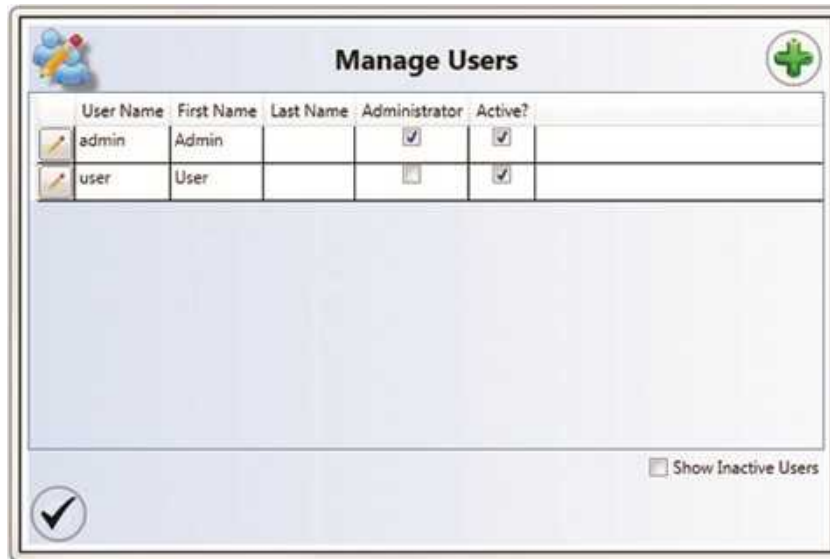 Manage Users
User Name First Name Last Name Administrator Active?
admin Admin
user User
Show Inactive Users